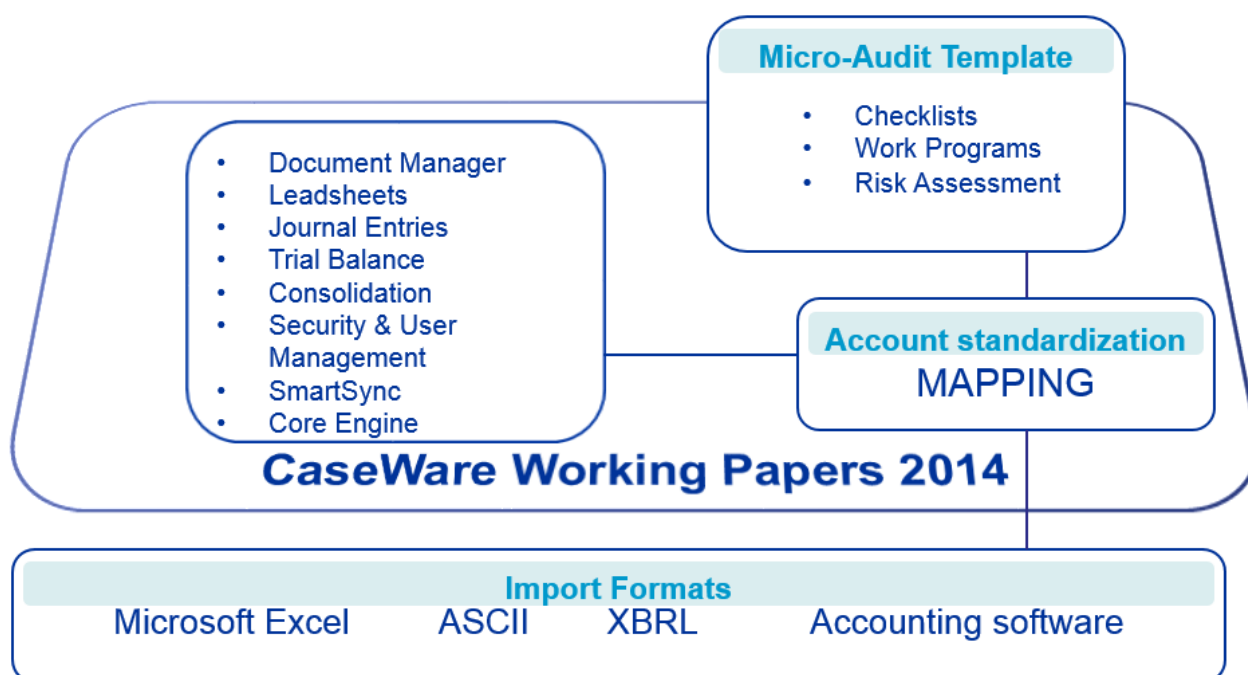 Micro-Audit Template
• Checklists
• Work Programs
• Risk Assessment
• Document Manager
• Leadsheets
• Journal Entries
• Trial Balance
• Consolidation
• Security & User
Management
• SmartSync
• Core Engine
Account standardization
MAPPING
CaseWare Working Papers 2014
Import Formats
Microsoft Excel ASCII XBRL Accounting software